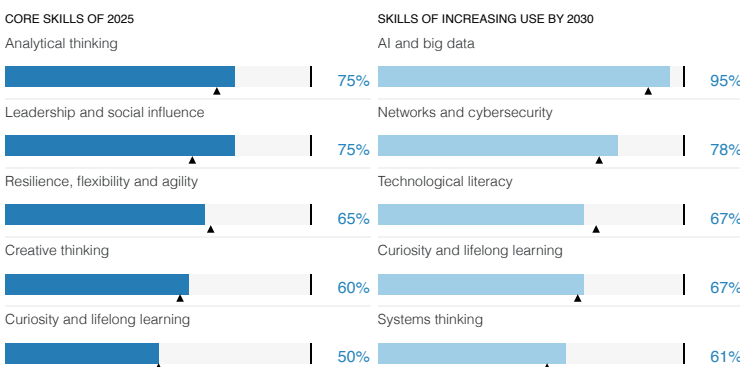 CORE SKILLS OF 2025
Analytical thinking
75%
Leadership and social influence
75%
Resilience, flexibility and agility
65%
Creative thinking
60%
Curiosity and lifelong learning
50%
SKILLS OF INCREASING USE BY 2030
AI and big data
95%
Networks and cybersecurity
78%
Technological literacy
67%
Curiosity and lifelong learning
67%
Systems thinking
61%